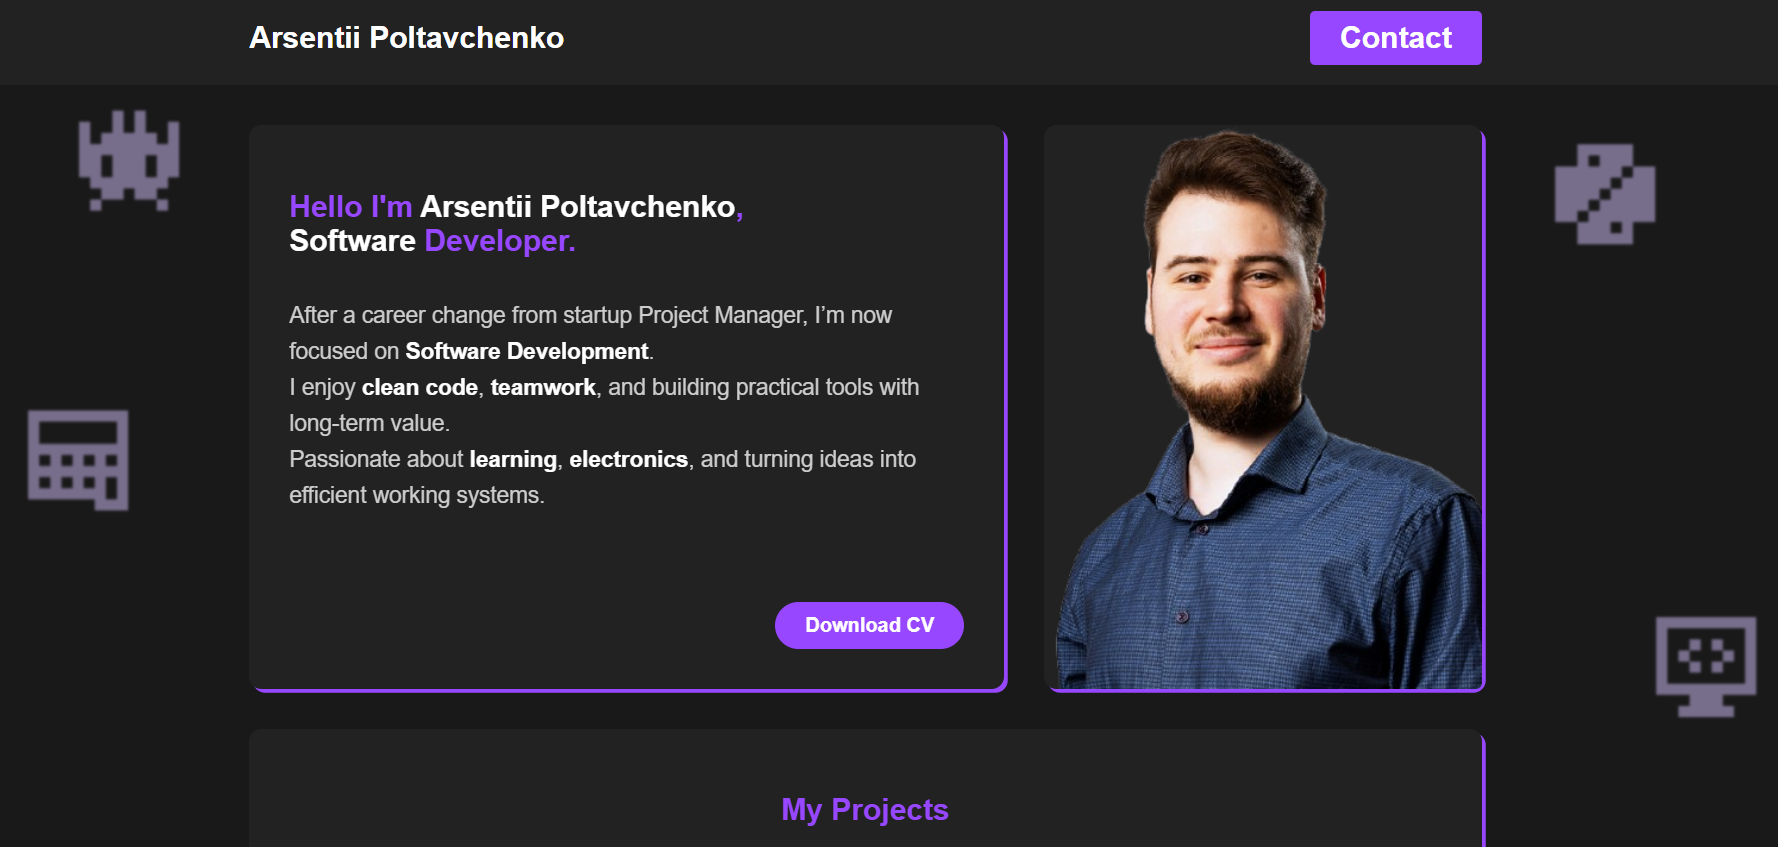 Arsentii Poltavchenko
Contact
Hello I'm Arsentii Poltavchenko,
Software Developer.
After a career change from startup Project Manager, I’m now
focused on Software Development.
I enjoy clean code, teamwork, and building practical tools with
long-term value.
Passionate about learning, electronics, and turning ideas into
efficient working systems.
Download CV
My Projects